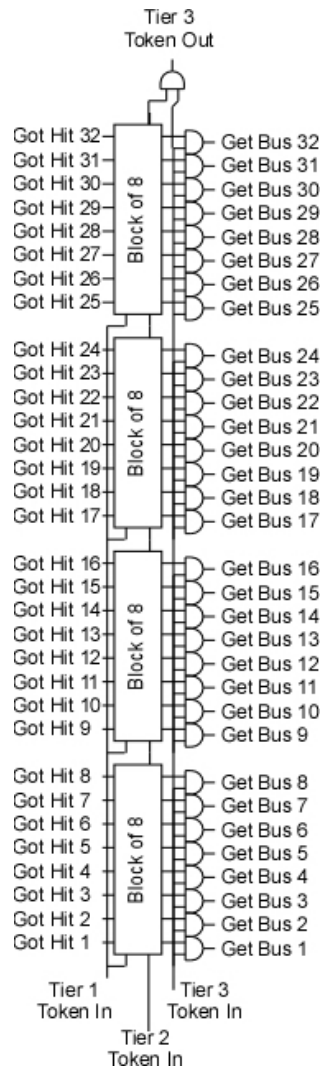 Tier 3
Token Out
Got Hit 32 Get Bus 32
Got Hit 31 Get Bus 31
Got Hit 30 Get Bus 30
Got Hit 29 Get Bus 29
Got Hit 28 Get Bus 28
Got Hit 27 Get Bus 27
Got Hit 26 Get Bus 26
Got Hit 25 Get Bus 25
Block of 8
Got Hit 24 Get Bus 24
Got Hit 23 Get Bus 23
Got Hit 22 Get Bus 22
Got Hit 21 Get Bus 21
Got Hit 20 Get Bus 20
Got Hit 19 Get Bus 19
Got Hit 18 Get Bus 18
Got Hit 17 Get Bus 17
Block of 8
Got Hit 16 Get Bus 16
Got Hit 15 Get Bus 15
Got Hit 14 Get Bus 14
Got Hit 13 Get Bus 13
Got Hit 12 Get Bus 12
Got Hit 11 Get Bus 11
Got Hit 10 Get Bus 10
Got Hit 9 Get Bus 9
Block of 8
Got Hit 8 Get Bus 8
Got Hit 7 Get Bus 7
Got Hit 6 Get Bus 6
Got Hit 5 Get Bus 5
Got Hit 4 Get Bus 4
Got Hit 3 Get Bus 3
Got Hit 2 Get Bus 2
Got Hit 1 Get Bus 1
Block of 8
Tier 1
Token In
Tier 3
Token In
Tier 2
Token In